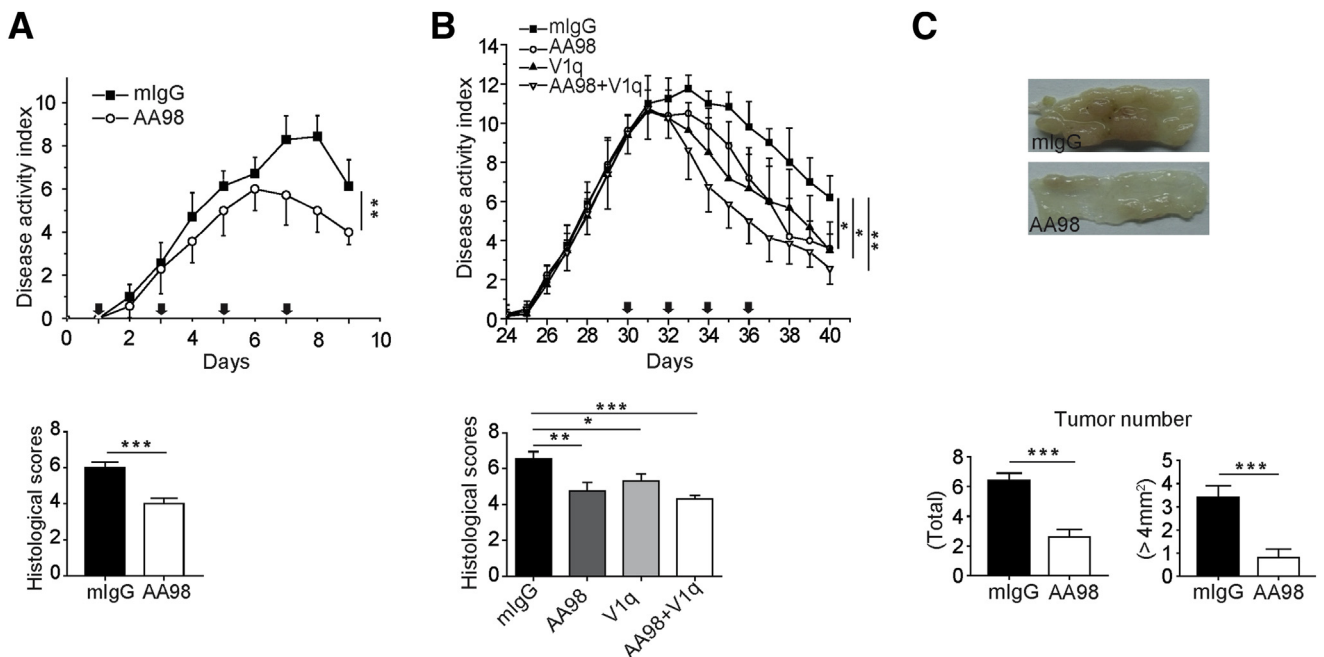 A
mIgG
AA98
Disease activity index
10
8
6
4
2
0
**
0 2 4 6 8 10
Days
Histological scores
8
6
4
2
0
***
mIgG AA98
B
mIgG
AA98
V1q
AA98+V1q
Disease activity index
14
12
10
8
6
4
2
0
* * **
24 26 28 30 32 34 36 38 40
Days
Histological scores
8
6
4
2
0
***
*
**
mIgG AA98 V1q AA98+V1q
C
mIgG
AA98
Tumor number
(Total)
8
6
4
2
0
***
mIgG AA98
(>4mm²)
5
4
3
2
1
0
***
mIgG AA98